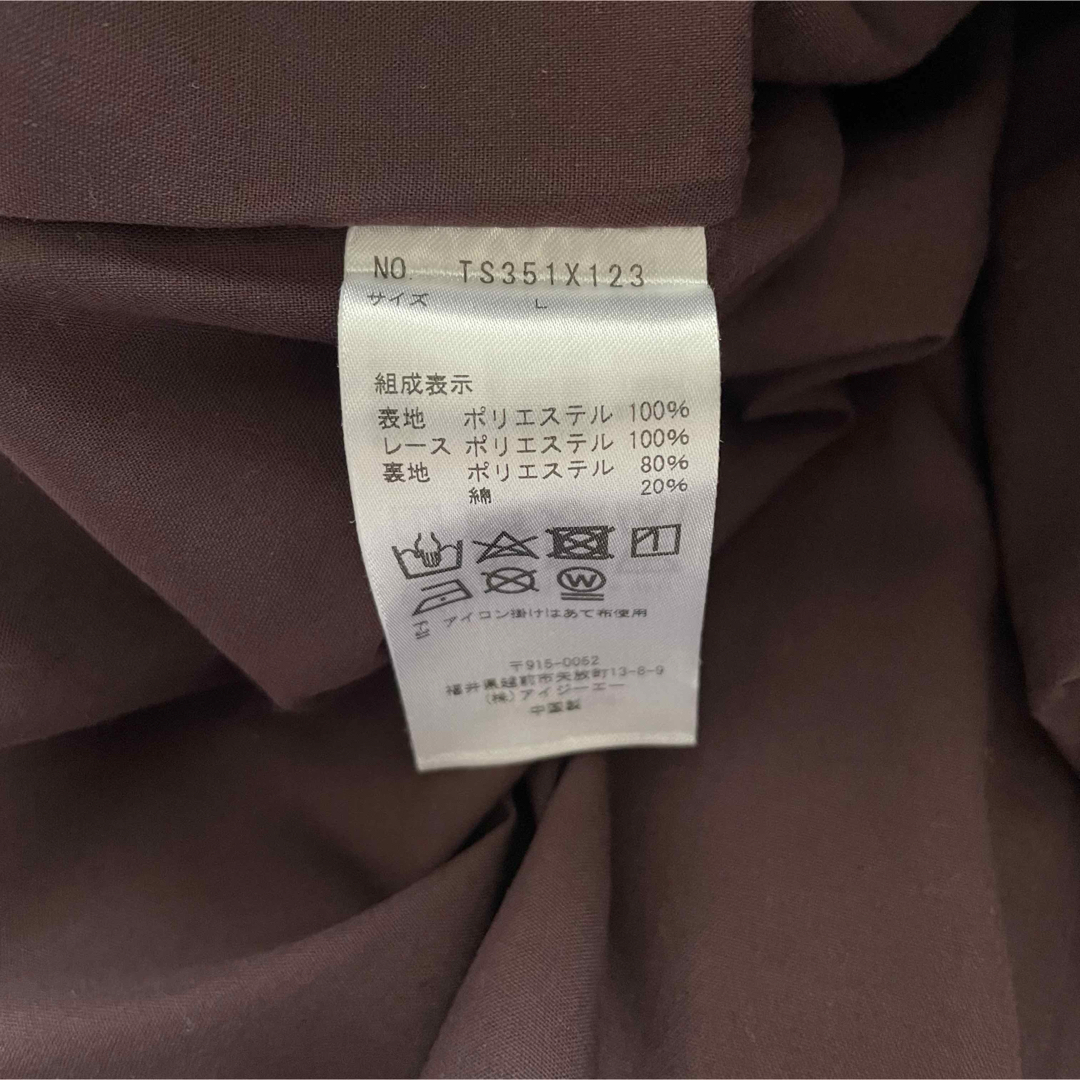 NO. TS351X123
サイズ L
組成表示
表地 ポリエステル 100%
レース ポリエステル 100%
裏地 ポリエステル 80%
綿 20%
W
アイロン掛けはあて布使用
〒915-0052
福井県越前市矢放町13-8-9
(株)アイジーエー
中国製